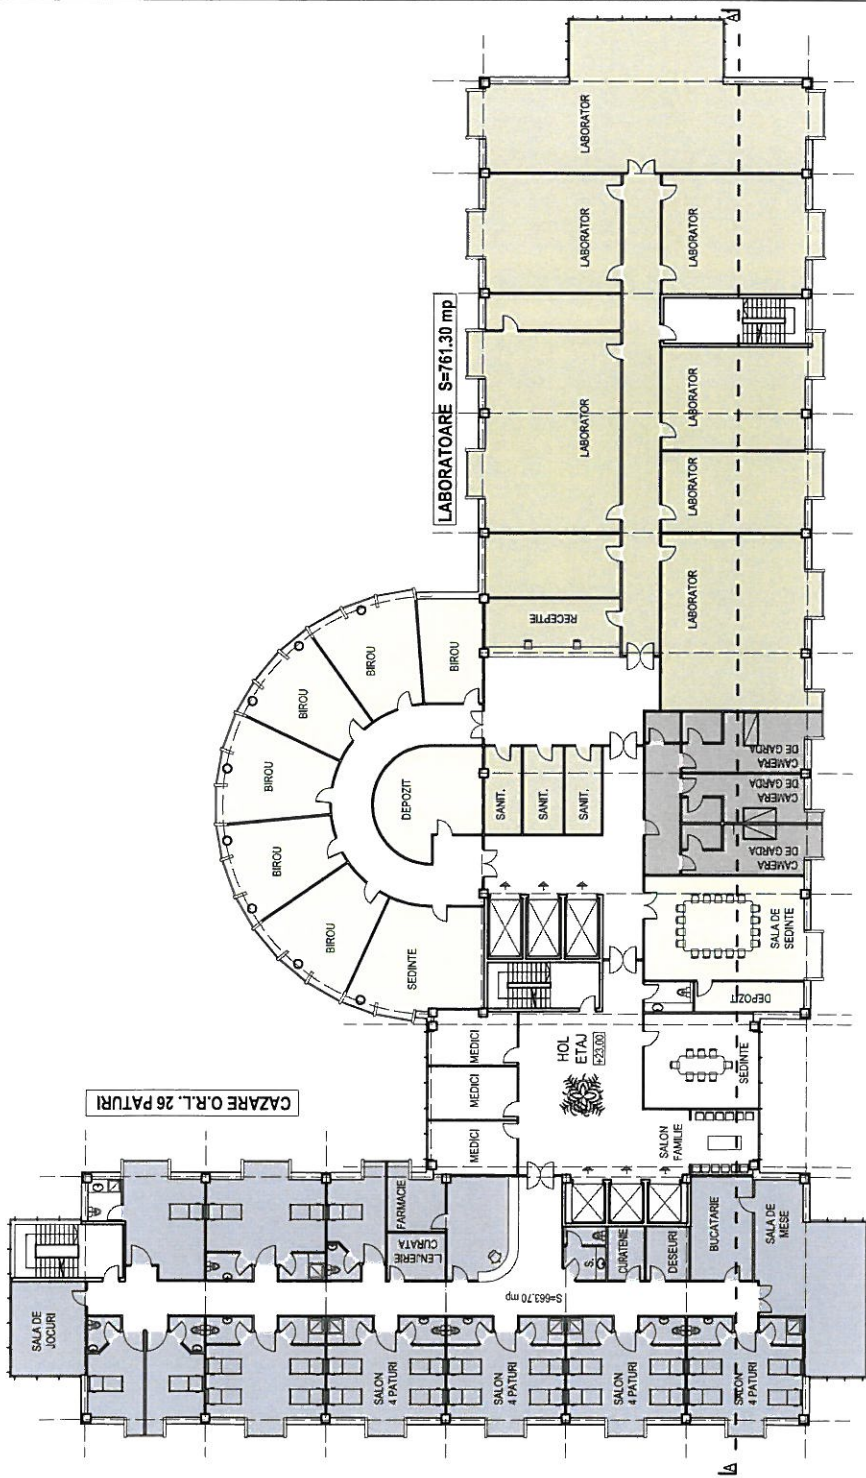 A
LABORATOR
LABORATOR
LABORATOR
LABORATOARE S=761.30 mp
LABORATOR
LABORATOR
LABORATOR
LABORATOR
RECEPTIE
BIROU
BIROU
BIROU
BIROU
BIROU
BIROU
SEDINTE
DEPOZIT
SANIT.
SANIT.
SANIT.
CAMERA
DE GARDA
CAMERA
DE GARDA
CAMERA
DE GARDA
SALA DE
SEDINTE
DEPOZIT
SEDINTE
HOL
ETAJ
+23.00
MEDICI
MEDICI
MEDICI
SALON
FAMILIE
CAZARE O.R.L. 26 PATURI
FARMACIE
LENJERIE
CURATA
S.
CURATENIE
DESEURI
BUCATARIE
SALA DE
MESE
S=663.70 mp
SALA DE
JOCURI
SALON
4 PATURI
SALON
4 PATURI
SALON
4 PATURI
SALON
4 PATURI
A